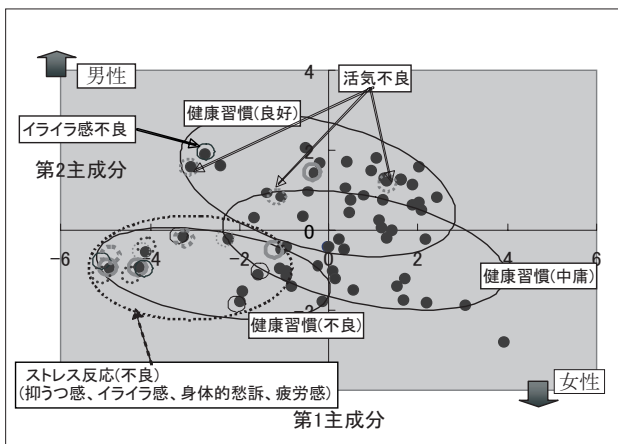 4
男性
活気不良
健康習慣(良好)
イライラ感不良
2
第2主成分
0
-6
-4
-2
0
2
4
6
健康習慣(中庸)
健康習慣(不良)
-2
ストレス反応(不良)
(抑うつ感、イライラ感、身体的愁訴、疲労感)
-4
女性
第1主成分